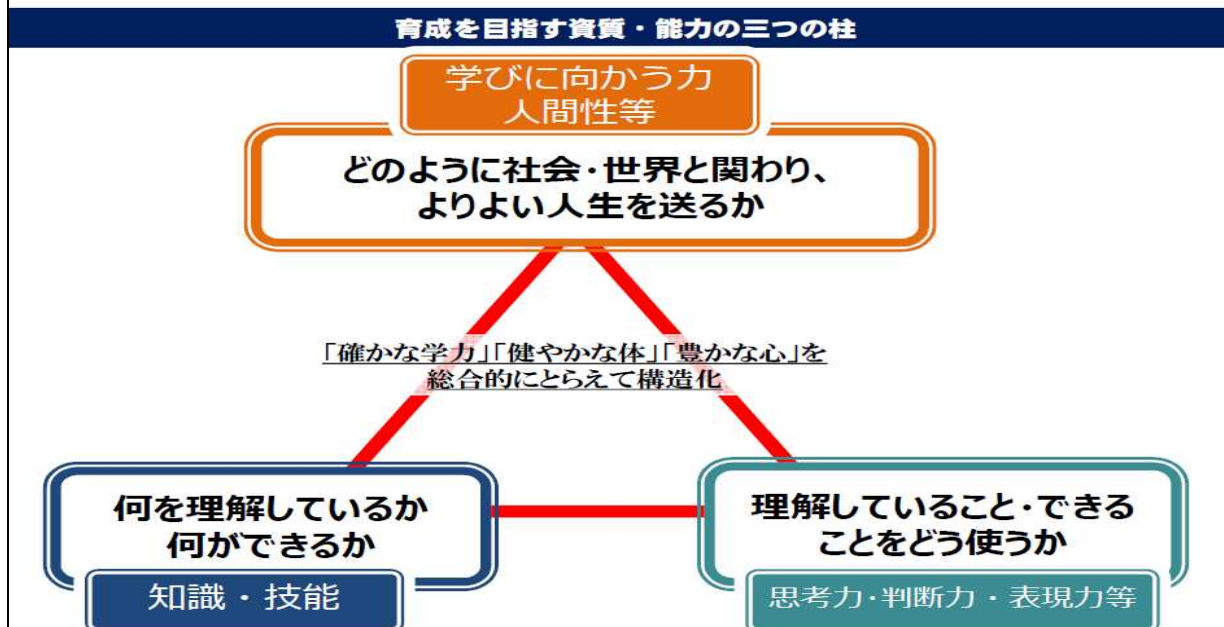 育成を目指す資質・能力の三つの柱
学びに向かう力
人間性等
どのように社会・世界と関わり、
よりよい人生を送るか
「確かな学力」「健やかな体」「豊かな心」を
総合的にとらえて構造化
何を理解しているか
何ができるか
知識・技能
理解していること・できる
ことをどう使うか
思考力・判断力・表現力等